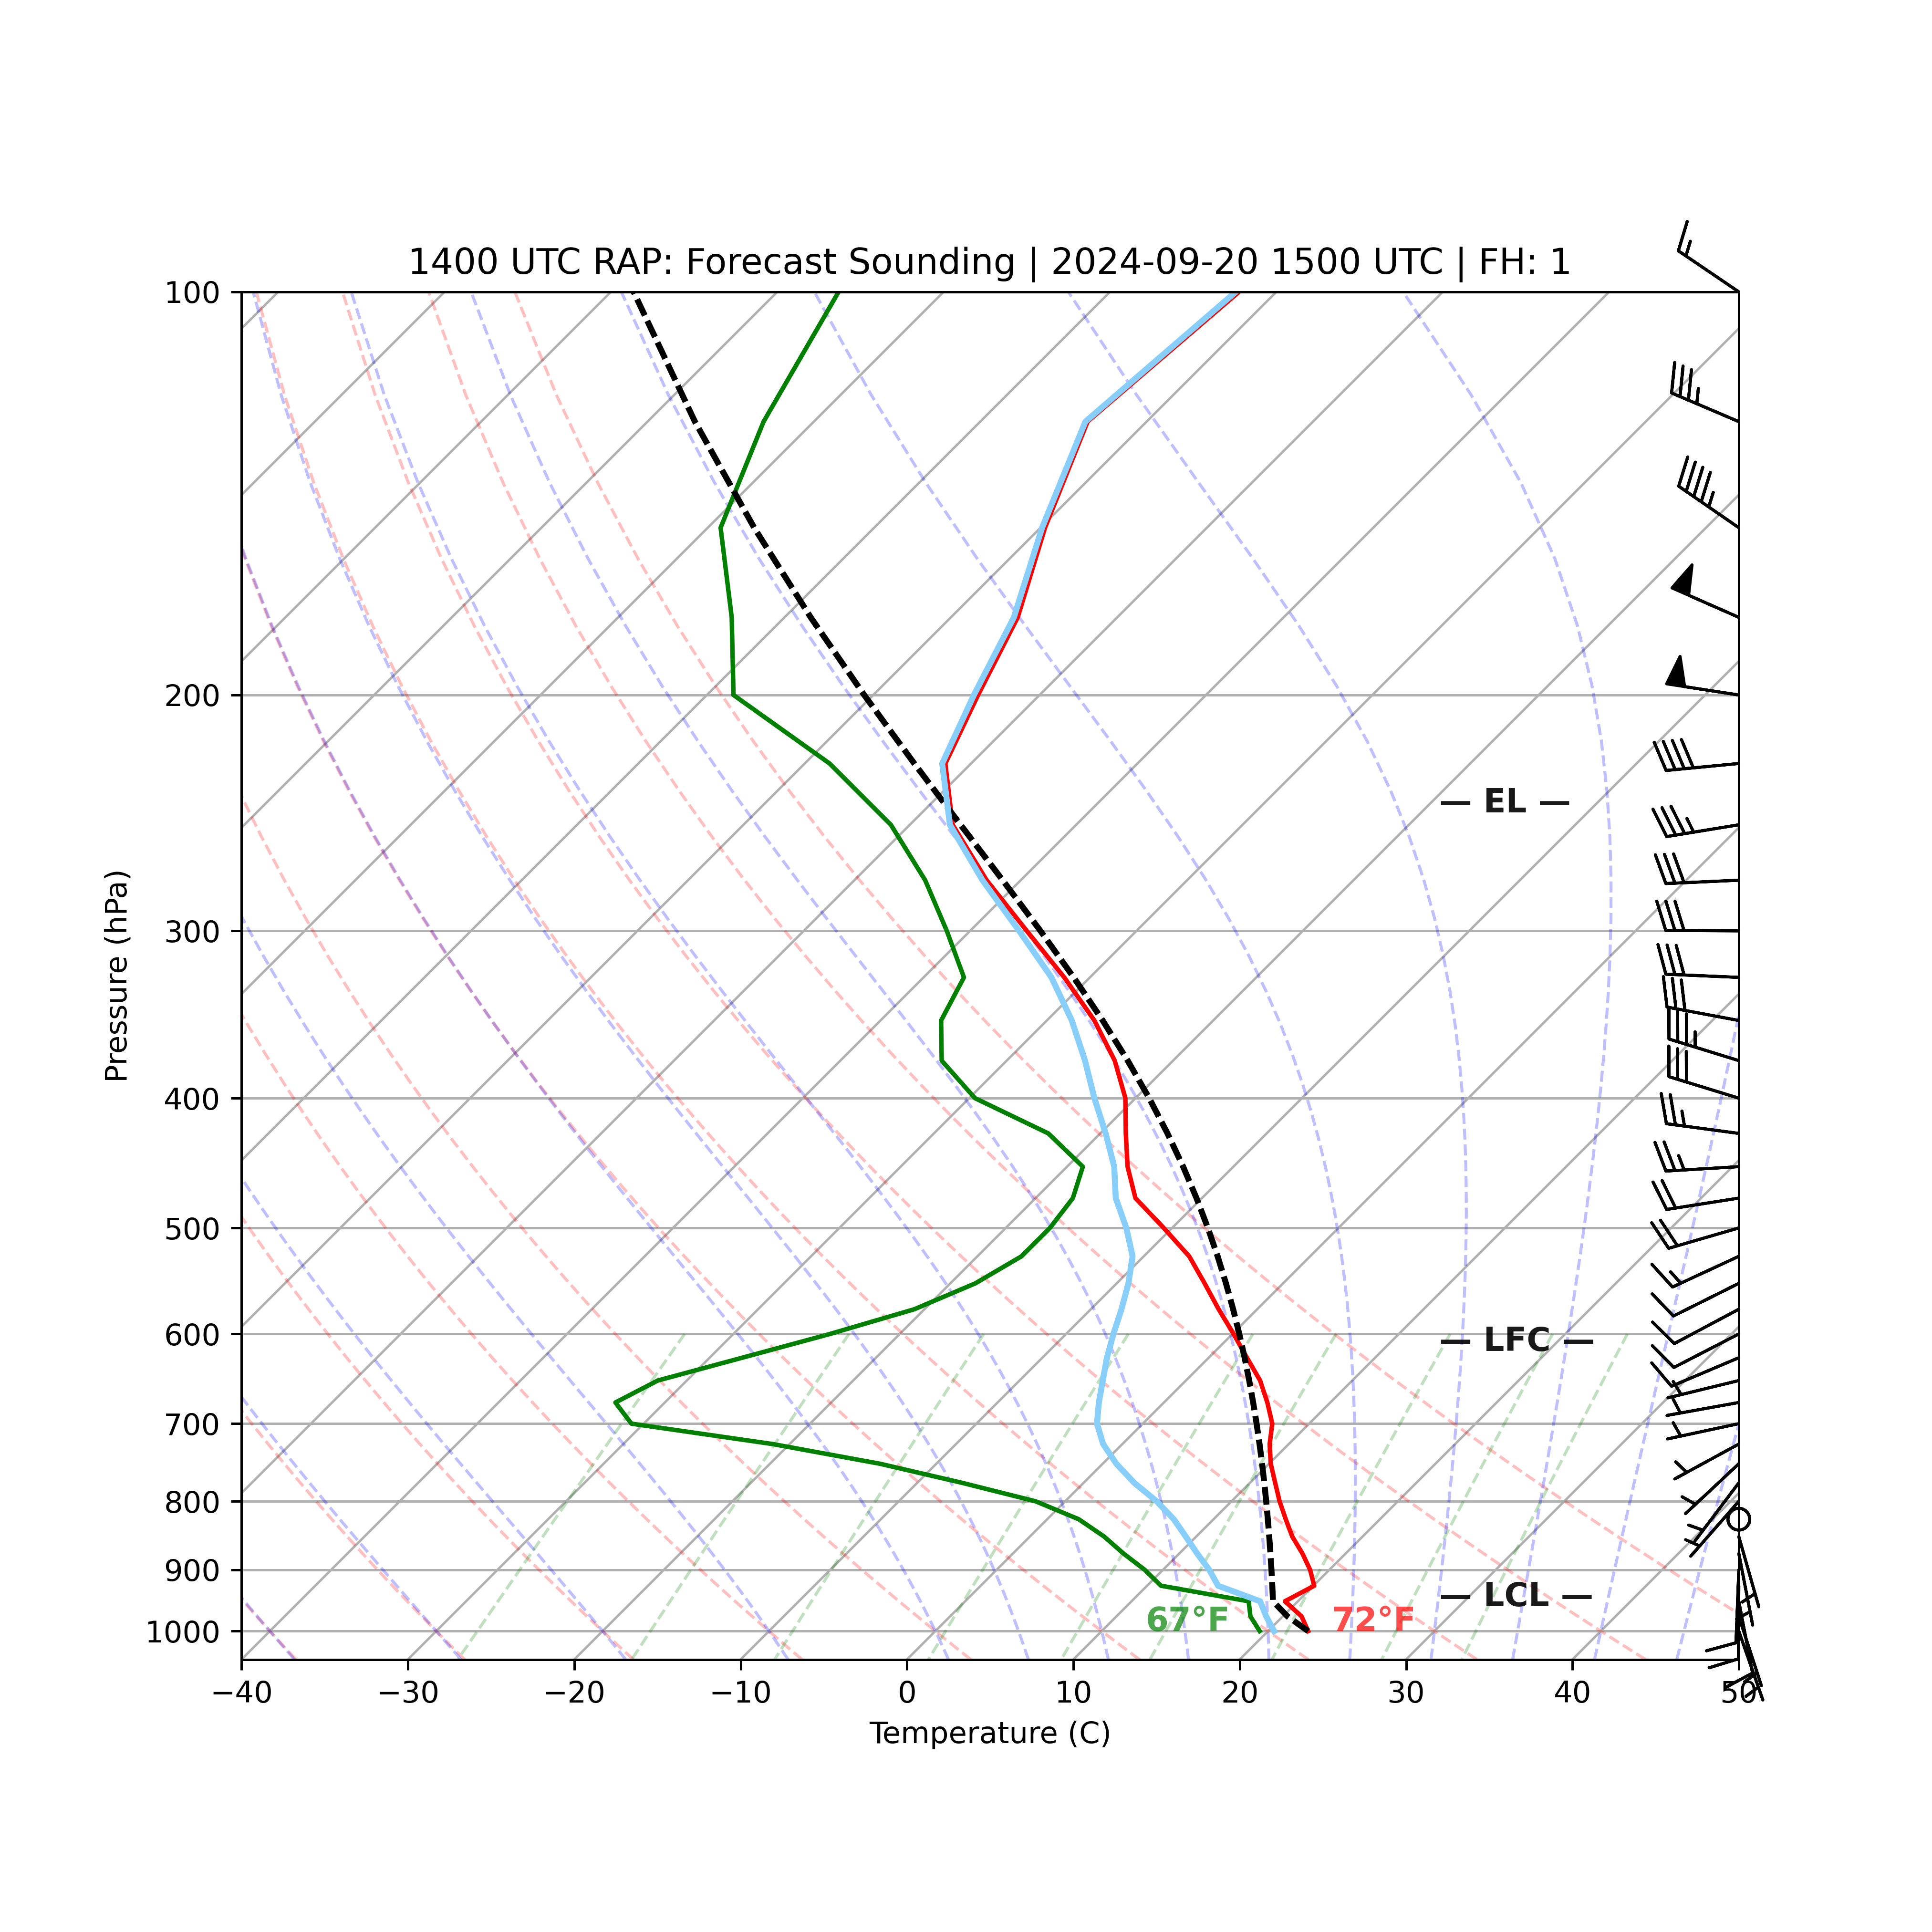 1400 UTC RAP: Forecast Sounding | 2024-09-20 1500 UTC | FH: 1
100
200
— EL —
300
Pressure (hPa)
400
500
600
— LFC —
700
800
900
— LCL —
67°F 72°F
1000
−40 −30 −20 −10 0 10 20 30 40 50
Temperature (C)